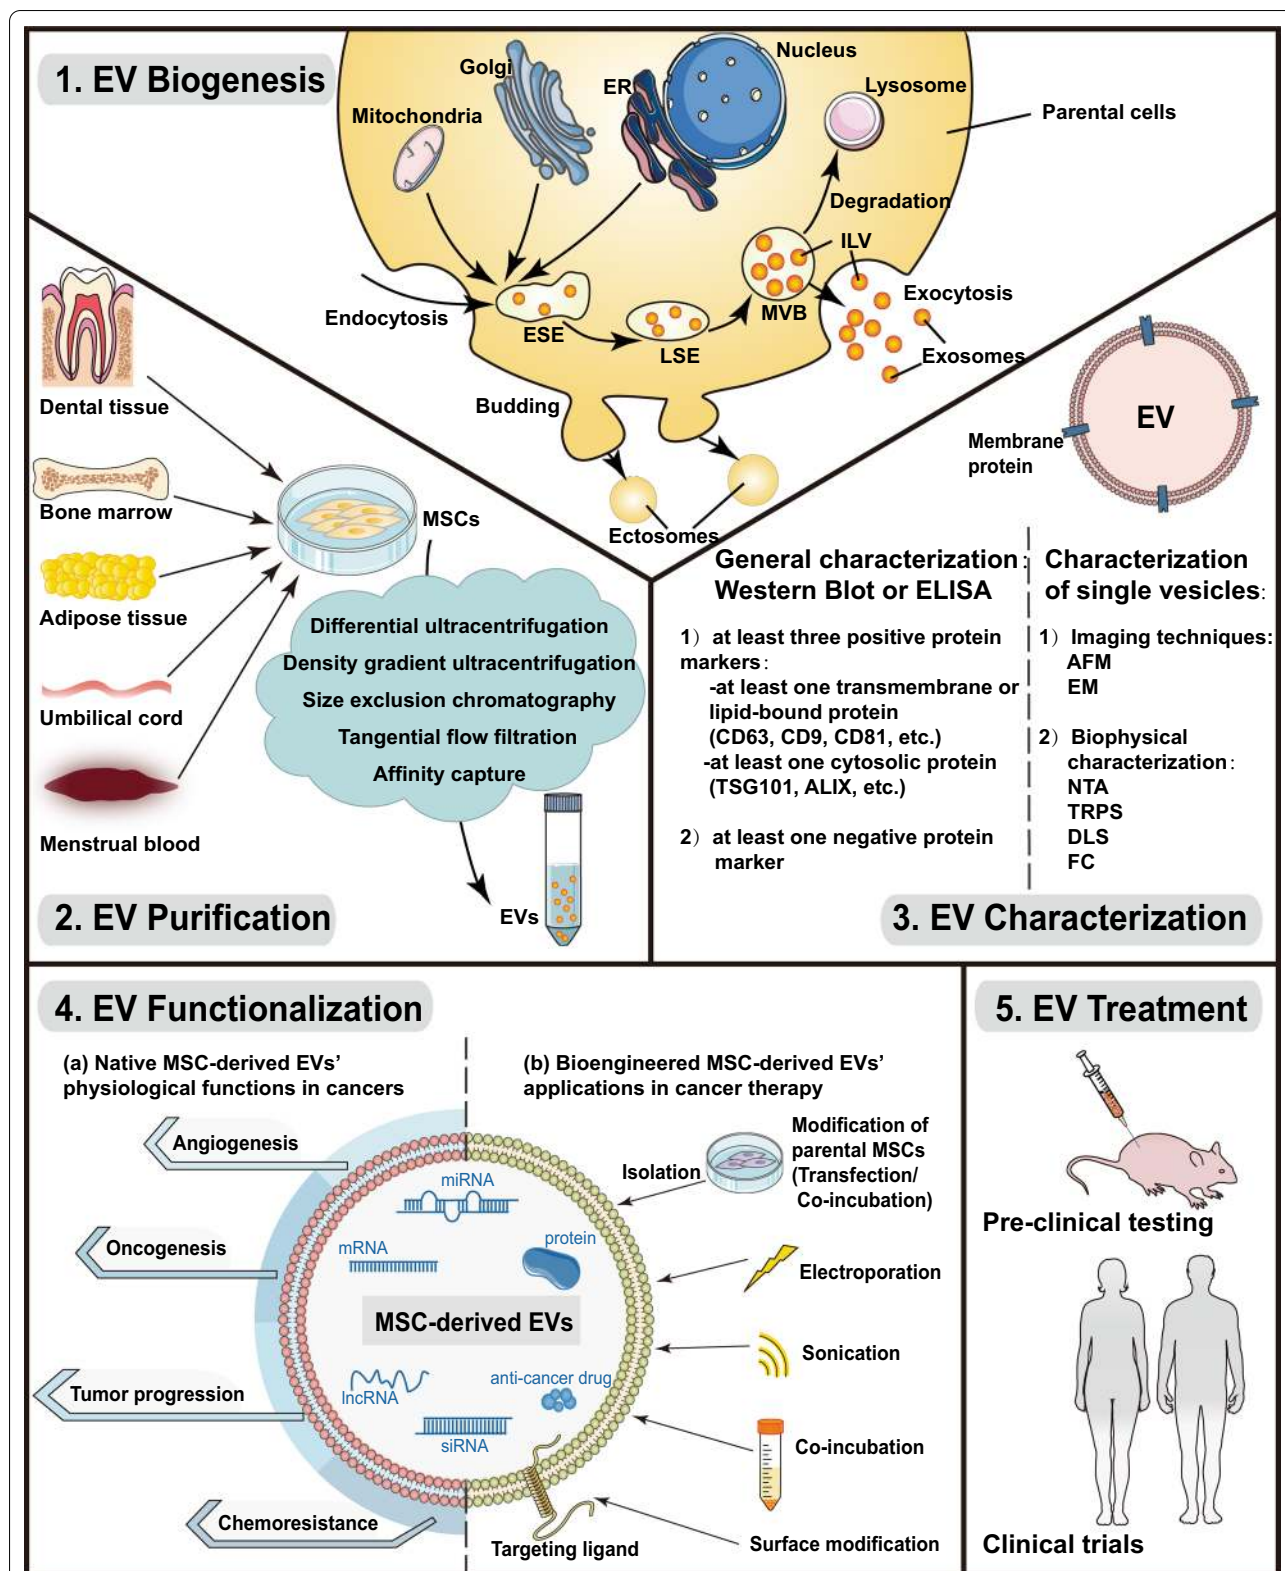 1. EV Biogenesis
Golgi
Mitochondria
ER
Nucleus
Lysosome
Parental cells
Degradation
ILV
Endocytosis
ESE
LSE
MVB
Exocytosis
Exosomes
Budding
Ectosomes
Dental tissue
Bone marrow
Adipose tissue
Umbilical cord
Menstrual blood
MSCs
Differential ultracentrifugation
Density gradient ultracentrifugation
Size exclusion chromatography
Tangential flow filtration
Affinity capture
EVs
2. EV Purification
EV
Membrane
protein
General characterization:
Western Blot or ELISA
1) at least three positive protein
markers:
-at least one transmembrane or
lipid-bound protein
(CD63, CD9, CD81, etc.)
-at least one cytosolic protein
(TSG101, ALIX, etc.)
2) at least one negative protein
marker
Characterization
of single vesicles:
1) Imaging techniques:
AFM
EM
2) Biophysical
characterization:
NTA
TRPS
DLS
FC
3. EV Characterization
4. EV Functionalization
(a) Native MSC-derived EVs’
physiological functions in cancers
Angiogenesis
Oncogenesis
Tumor progression
Chemoresistance
(b) Bioengineered MSC-derived EVs’
applications in cancer therapy
miRNA
mRNA
protein
MSC-derived EVs
lncRNA
anti-cancer drug
siRNA
Isolation
Modification of
parental MSCs
(Transfection/
Co-incubation)
Electroporation
Sonication
Co-incubation
Surface modification
Targeting ligand
5. EV Treatment
Pre-clinical testing
Clinical trials